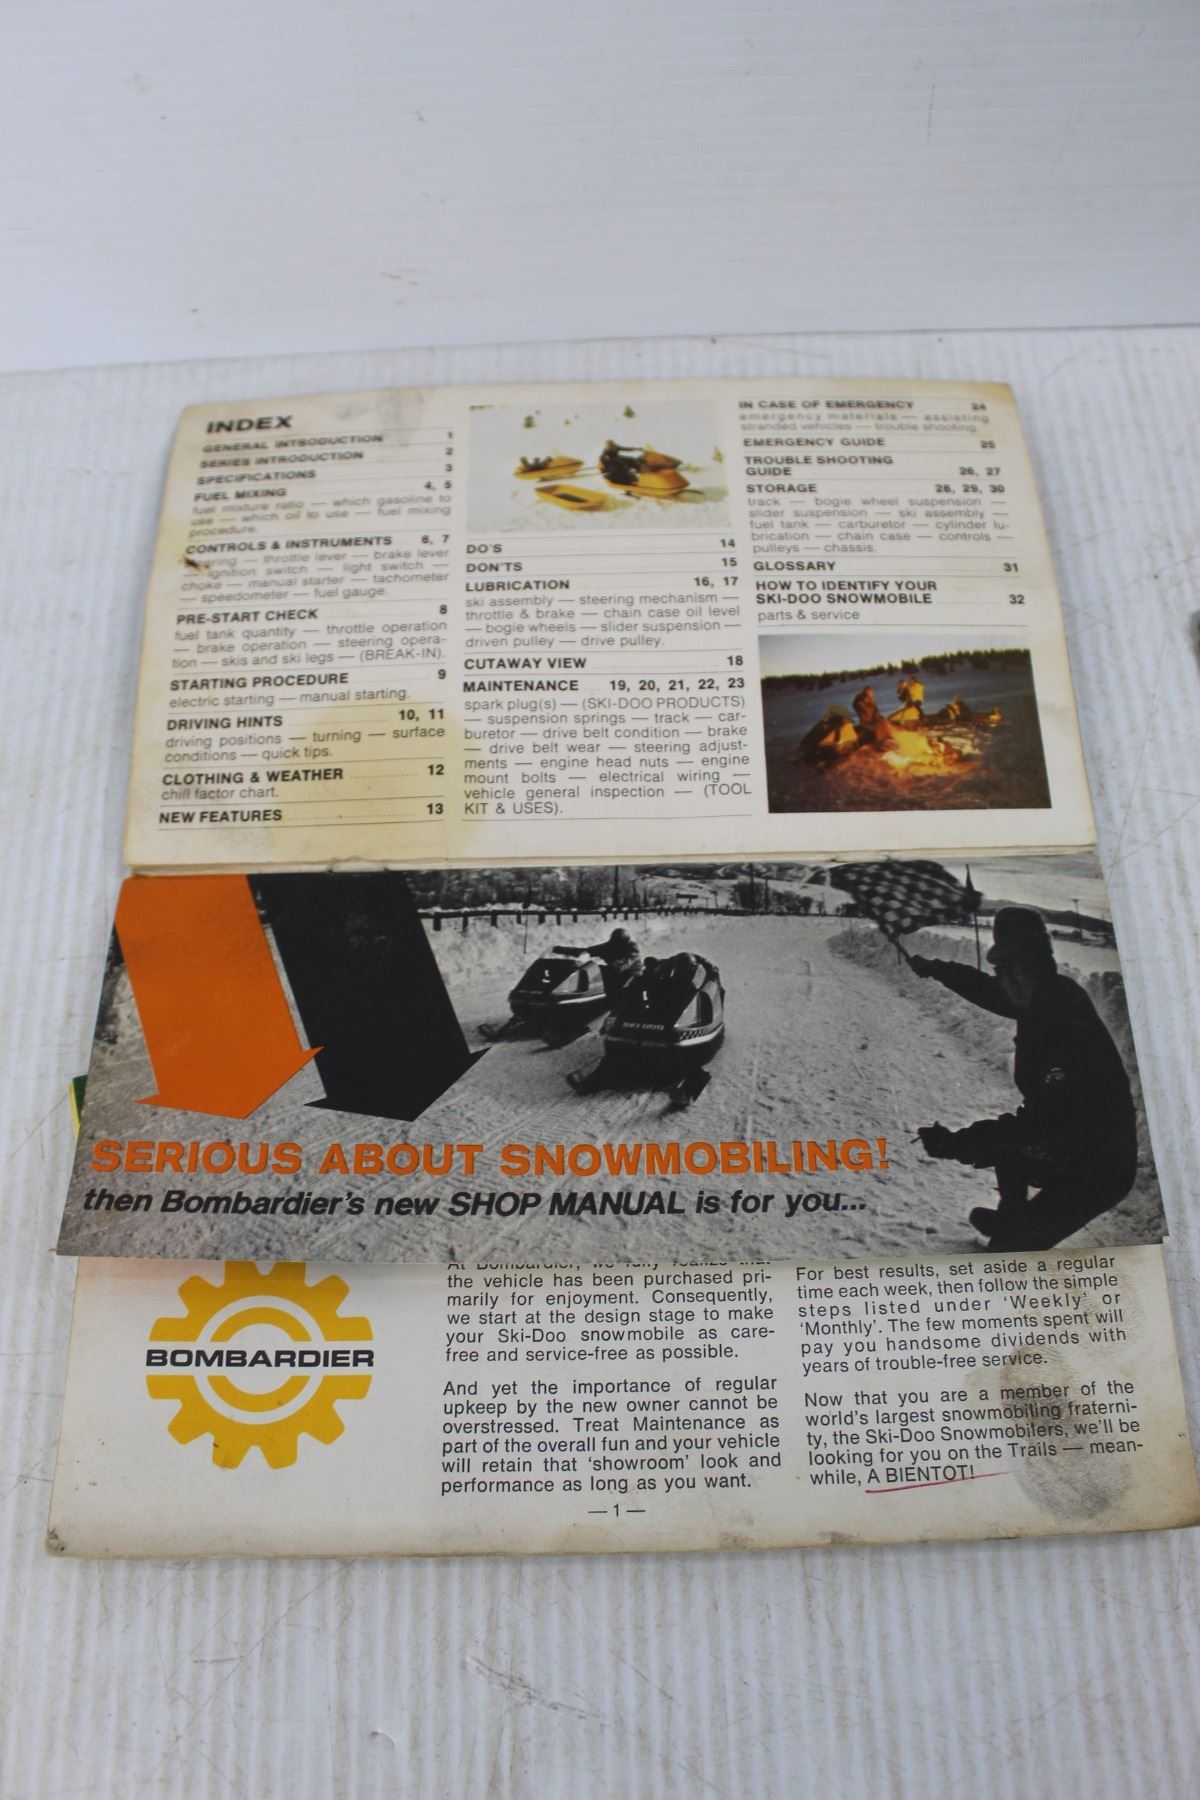 INDEX
GENERAL INTRODUCTION 1
SERIES INTRODUCTION 2
SPECIFICATIONS 3
FUEL MIXING 4, 5
fuel mixture ratio — which gasoline to
use — which oil to use — fuel mixing
procedure.
CONTROLS & INSTRUMENTS 6, 7
— throttle lever — brake lever
— ignition switch — light switch —
choke — manual starter — tachometer
— speedometer — fuel gauge.
PRE-START CHECK 8
fuel tank quantity — throttle operation
— brake operation — steering opera-
tion — skis and ski legs — (BREAK-IN).
STARTING PROCEDURE 9
electric starting — manual starting.
DRIVING HINTS 10, 11
driving positions — turning — surface
conditions — quick tips.
CLOTHING & WEATHER 12
chill factor chart.
NEW FEATURES 13
DO'S 14
DON'TS 15
LUBRICATION 16, 17
ski assembly — steering mechanism —
throttle & brake — chain case oil level
— bogie wheels — slider suspension —
driven pulley — drive pulley.
CUTAWAY VIEW 18
MAINTENANCE 19, 20, 21, 22, 23
spark plug(s) — (SKI-DOO PRODUCTS)
— suspension springs — track — car-
buretor — drive belt condition — brake
— drive belt wear — steering adjust-
ments — engine head nuts — engine
mount bolts — electrical wiring —
vehicle general inspection — (TOOL
KIT & USES).
IN CASE OF EMERGENCY 24
emergency materials — assisting
stranded vehicles — trouble shooting.
EMERGENCY GUIDE 25
TROUBLE SHOOTING
GUIDE 26, 27
STORAGE 28, 29, 30
track — bogie wheel suspension —
slider suspension — ski assembly —
fuel tank — carburetor — cylinder lu-
brication — chain case — controls —
pulleys — chassis.
GLOSSARY 31
HOW TO IDENTIFY YOUR
SKI-DOO SNOWMOBILE 32
parts & service
SKI-DOO
SERIOUS ABOUT SNOWMOBILING!
then Bombardier's new SHOP MANUAL is for you...
BOMBARDIER
At Bombardier, we fully realize that
the vehicle has been purchased pri-
marily for enjoyment. Consequently,
we start at the design stage to make
your Ski-Doo snowmobile as care-
free and service-free as possible.
And yet the importance of regular
upkeep by the new owner cannot be
overstressed. Treat Maintenance as
part of the overall fun and your vehicle
will retain that 'showroom' look and
performance as long as you want.
For best results, set aside a regular
time each week, then follow the simple
steps listed under 'Weekly' or
'Monthly'. The few moments spent will
pay you handsome dividends with
years of trouble-free service.
Now that you are a member of the
world's largest snowmobiling fraterni-
ty, the Ski-Doo Snowmobilers, we'll be
looking for you on the Trails — mean-
while, A BIENTOT!
— 1 —